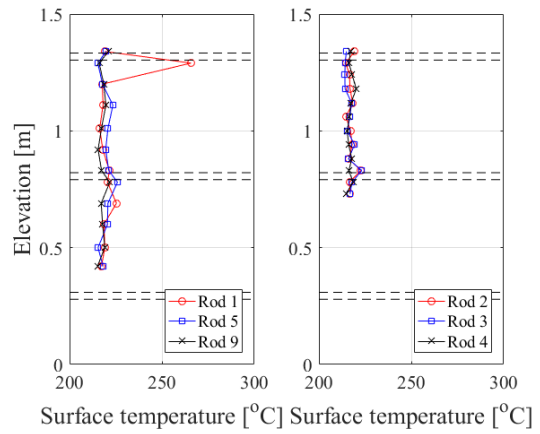 1.5
1
0.5
0
Elevation [m]
200
250
300
Surface temperature [°C]
Rod 1
Rod 5
Rod 9
1.5
1
0.5
0
200
250
300
Surface temperature [°C]
Rod 2
Rod 3
Rod 4